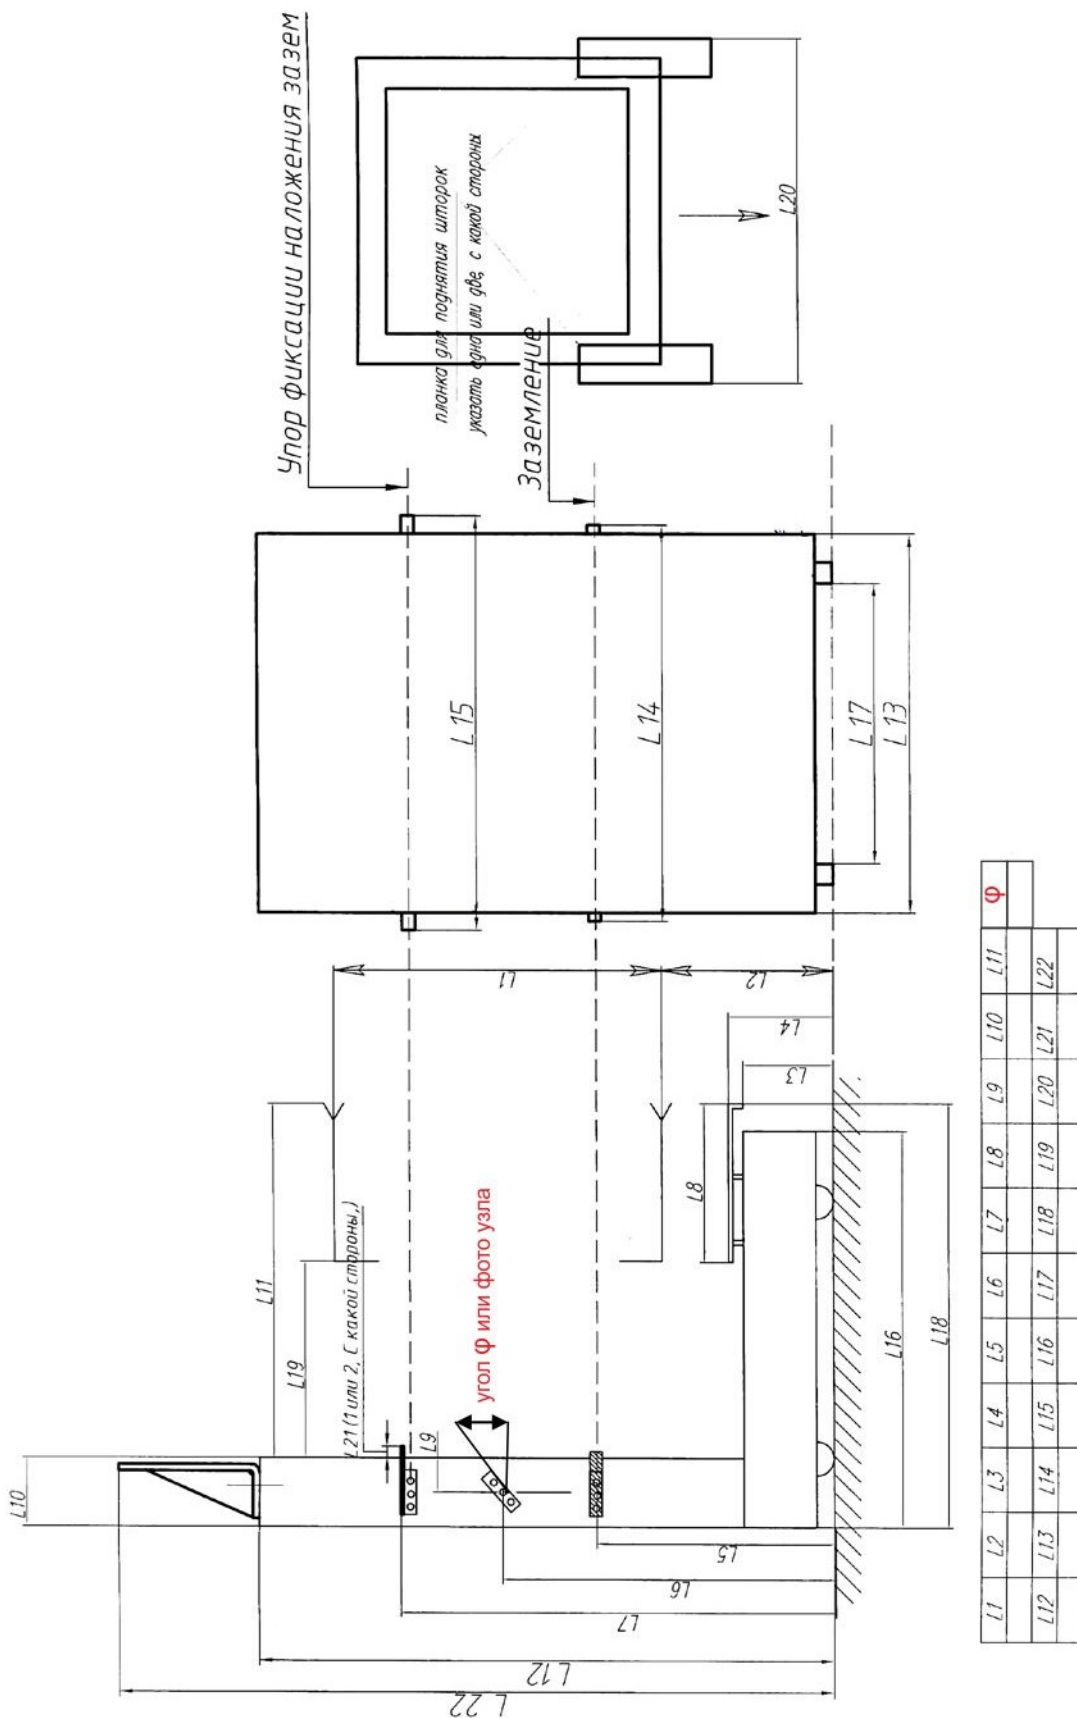 Упор фиксации наложения зазем
планка для поднятия шторок
указать одна или две, с какой стороны
Заземление
L20
L15
L14
L17
L13
L1
L2
L4
L3
L11
L19
L21 (1 или 2, С какой стороны,)
L9
угол φ или фото узла
L8
L10
L16
L18
L5
L6
L7
L12
L22
L1 L2 L3 L4 L5 L6 L7 L8 L9 L10 L11 φ
L12 L13 L14 L15 L16 L17 L18 L19 L20 L21 L22